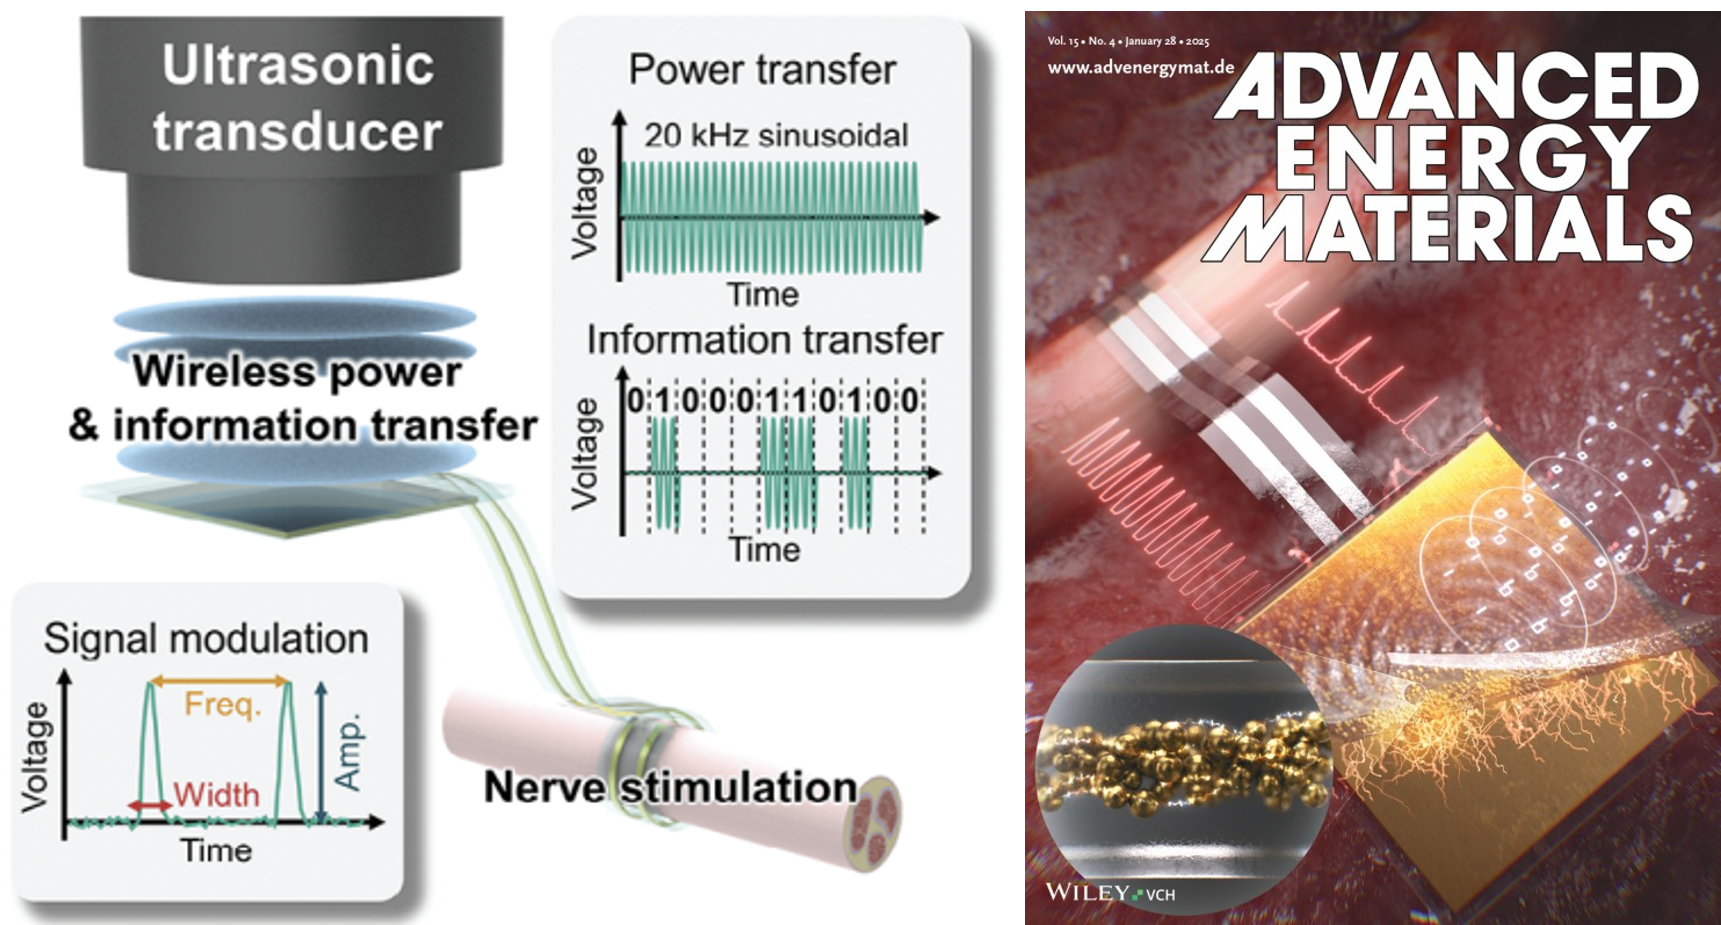 Ultrasonic
transducer
Wireless power
& information transfer
Power transfer
20 kHz sinusoidal
Voltage
Time
Information transfer
0 1 0 0 0 1 1 0 1 0 0
Voltage
Time
Signal modulation
Freq.
Width
Amp.
Voltage
Time
Nerve stimulation
Vol. 15 • No. 4 • January 28 • 2025
www.advenergymat.de
ADVANCED
ENERGY
MATERIALS
WILEY VCH